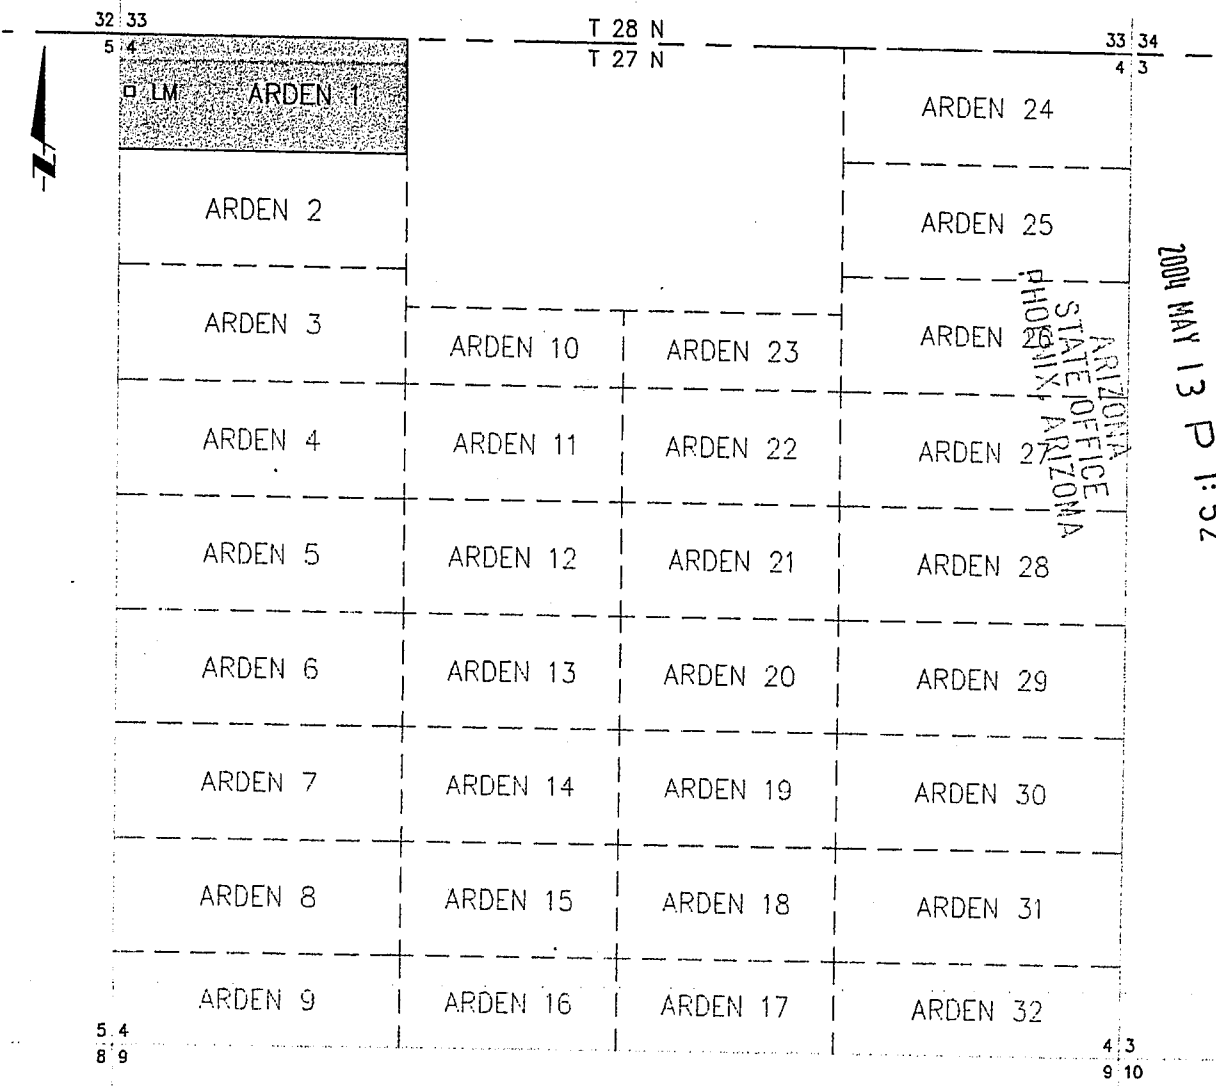 32 33
T 28 N
33 34
5 4
T 27 N
4 3
LM
ARDEN 1
ARDEN 24
N
ARDEN 2
ARDEN 25
ARDEN 3
ARDEN 10
ARDEN 23
ARDEN 26
ARDEN 4
ARDEN 11
ARDEN 22
ARDEN 27
ARDEN 5
ARDEN 12
ARDEN 21
ARDEN 28
ARDEN 6
ARDEN 13
ARDEN 20
ARDEN 29
ARDEN 7
ARDEN 14
ARDEN 19
ARDEN 30
ARDEN 8
ARDEN 15
ARDEN 18
ARDEN 31
ARDEN 9
ARDEN 16
ARDEN 17
ARDEN 32
5 4
4 3
8 9
9 10
ARIZONA
STATE OFFICE
PHOENIX, ARIZONA
2004 MAY 13 P 1:52